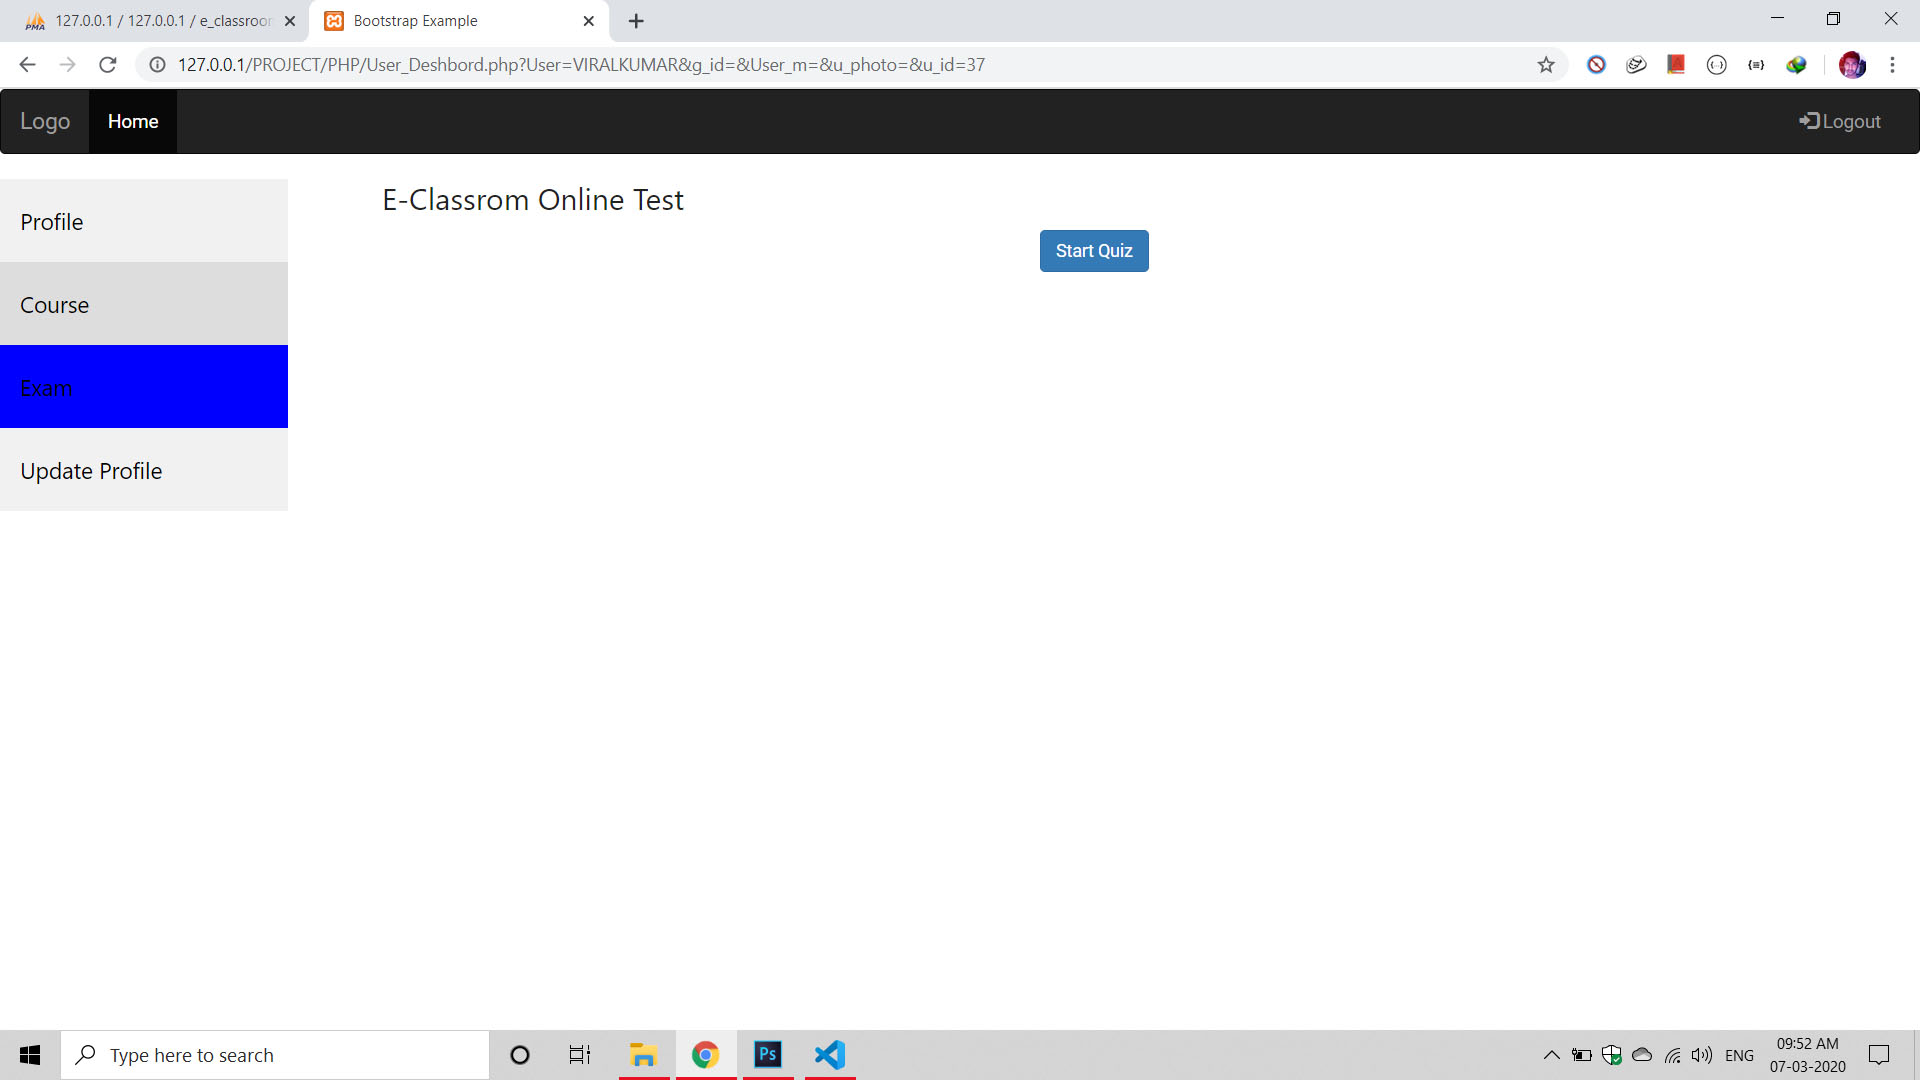 127.0.0.1 / 127.0.0.1 / e_classroom
Bootstrap Example
127.0.0.1/PROJECT/PHP/User_Deshbord.php?User=VIRALKUMAR&g_id=&User_m=&u_photo=&u_id=37
Logo
Home
Logout
Profile
Course
Exam
Update Profile
E-Classrom Online Test
Start Quiz
Type here to search
Ps
ENG
09:52 AM
07-03-2020